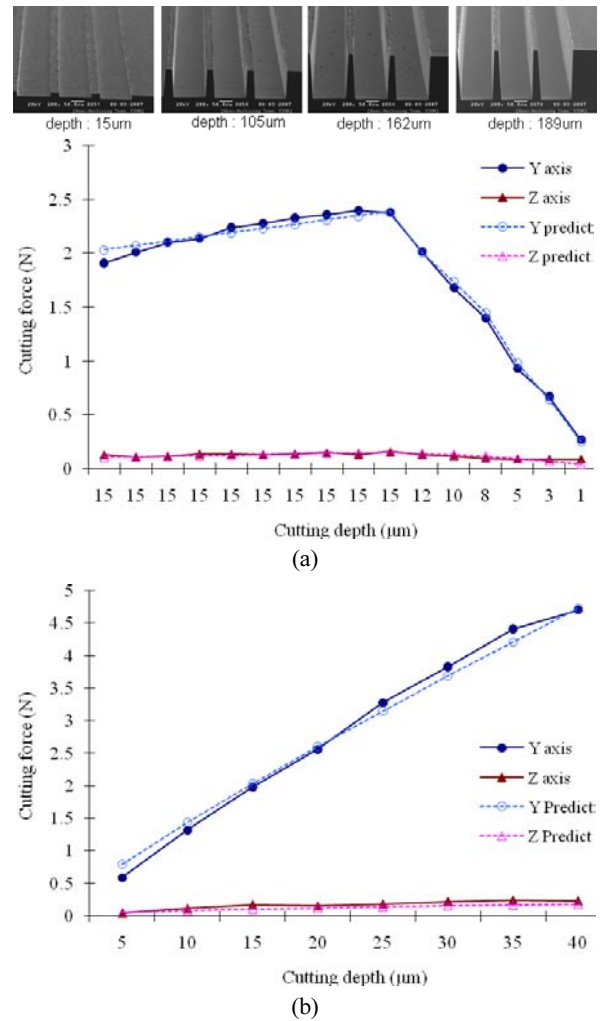 depth : 15um
depth : 105um
depth : 162um
depth : 189um
3
2.5
2
1.5
1
0.5
0
Cutting force (N)
Y axis
Z axis
Y predict
Z predict
15 15 15 15 15 15 15 15 15 15 12 10 8 5 3 1
Cutting depth (µm)
(a)
5
4.5
4
3.5
3
2.5
2
1.5
1
0.5
0
Cutting force (N)
Y axis
Z axis
Y Predict
Z Predict
5 10 15 20 25 30 35 40
Cutting depth (µm)
(b)